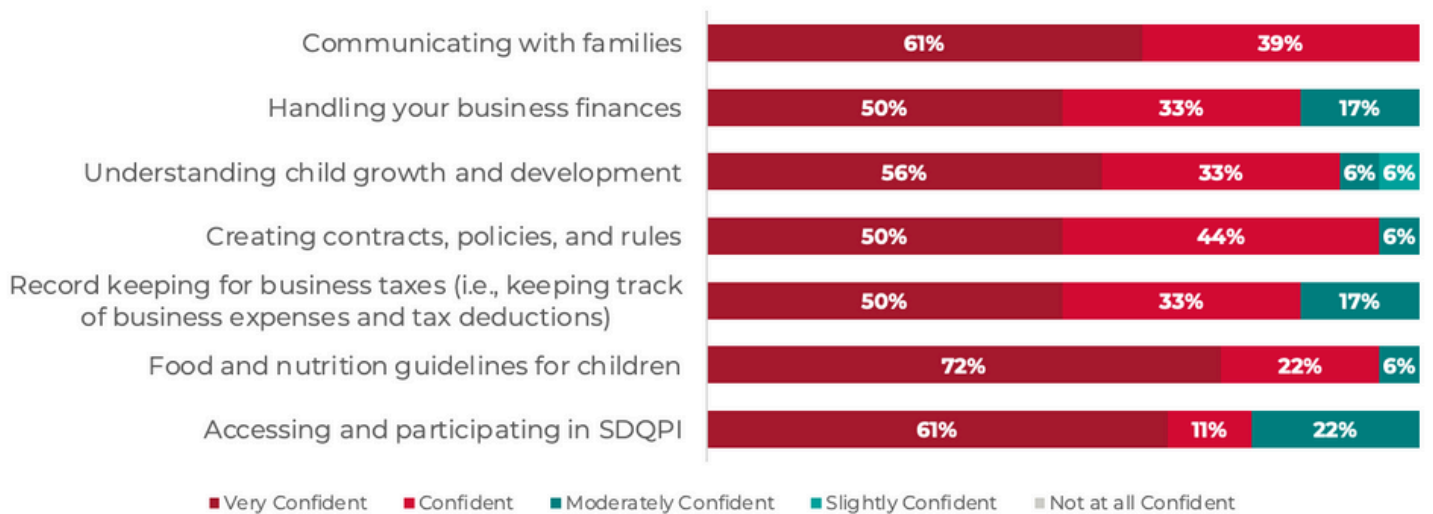 Communicating with families 61% 39%
Handling your business finances 50% 33% 17%
Understanding child growth and development 56% 33% 6% 6%
Creating contracts, policies, and rules 50% 44% 6%
Record keeping for business taxes (i.e., keeping track
of business expenses and tax deductions) 50% 33% 17%
Food and nutrition guidelines for children 72% 22% 6%
Accessing and participating in SDQPI 61% 11% 22%
Very Confident Confident Moderately Confident Slightly Confident Not at all Confident